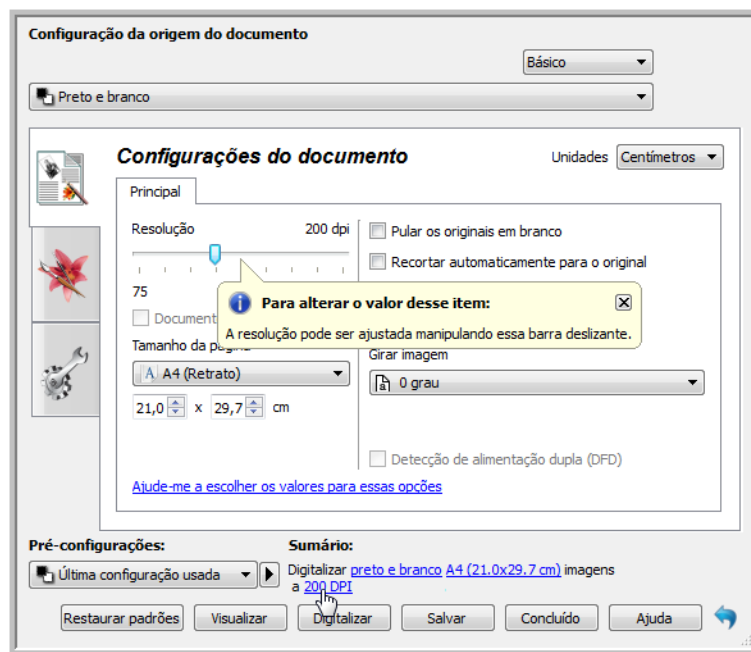 Configuração da origem do documento
Básico
Preto e branco
Configurações do documento
Unidades Centímetros
Principal
Resolução 200 dpi
Pular os originais em branco
Recortar automaticamente para o original
75
Para alterar o valor desse item:
Document
A resolução pode ser ajustada manipulando essa barra deslizante.
Tamanho da página
Girar imagem
A A4 (Retrato)
a 0 grau
21,0 x 29,7 cm
Detecção de alimentação dupla (DFD)
Ajude-me a escolher os valores para essas opções
Pré-configurações: Sumário:
Última configuração usada
Digitalizar preto e branco A4 (21.0x29.7 cm) imagens
a 200 DPI
Restaurar padrões Visualizar Digitalizar Salvar Concluído Ajuda